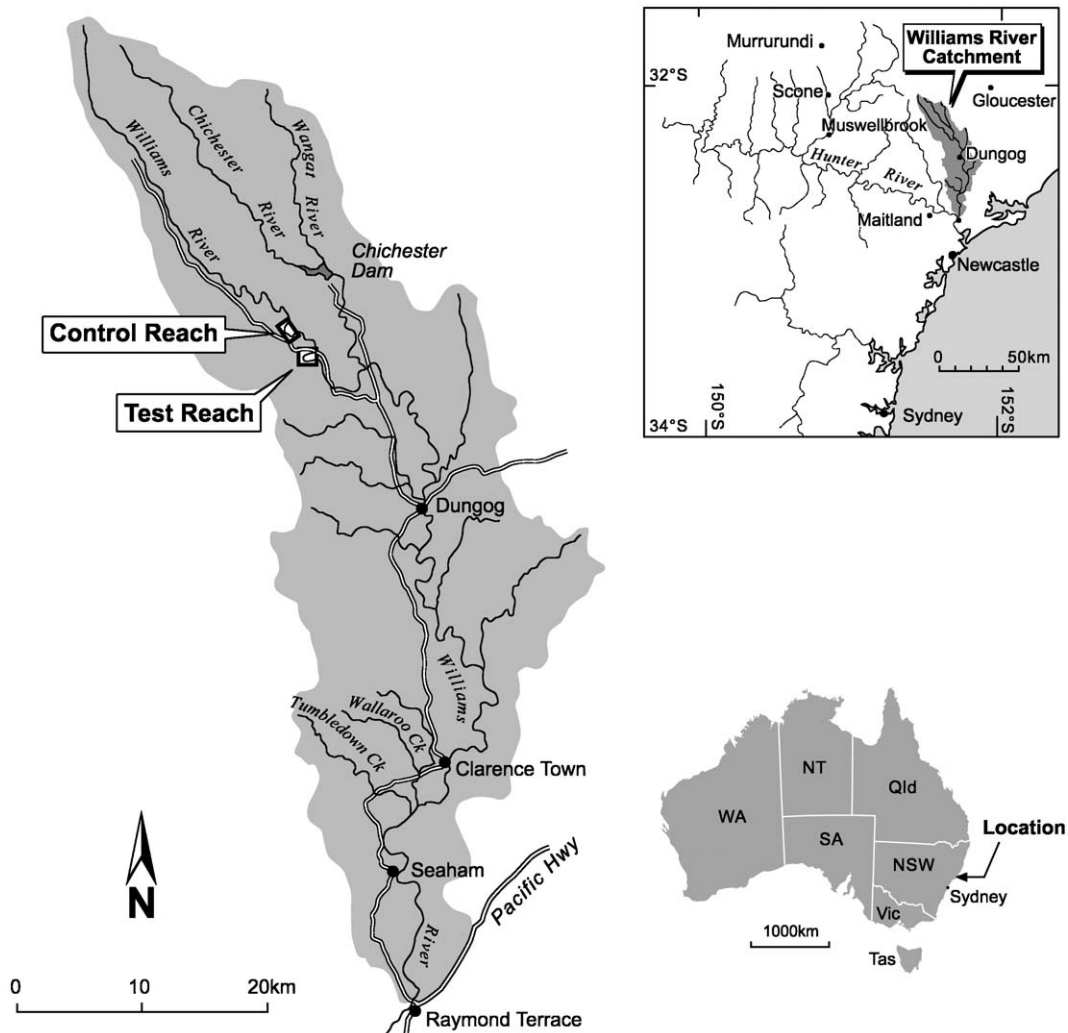 Williams
River
Chichester
River
Wangat
River
Chichester
Dam
Control Reach
Test Reach
Dungog
Williams
Wallaroo Ck
Tumbledown Ck
Clarence Town
Seaham
Pacific Hwy
River
Raymond Terrace
N
0 10 20km
Williams River
Catchment
Murrurundi
32°S
Scone
Gloucester
Muswellbrook
Dungog
Hunter
River
Maitland
Newcastle
0 50km
150°S
152°S
34°S
Sydney
NT
Qld
WA
SA
Location
NSW
Sydney
Vic
1000km
Tas